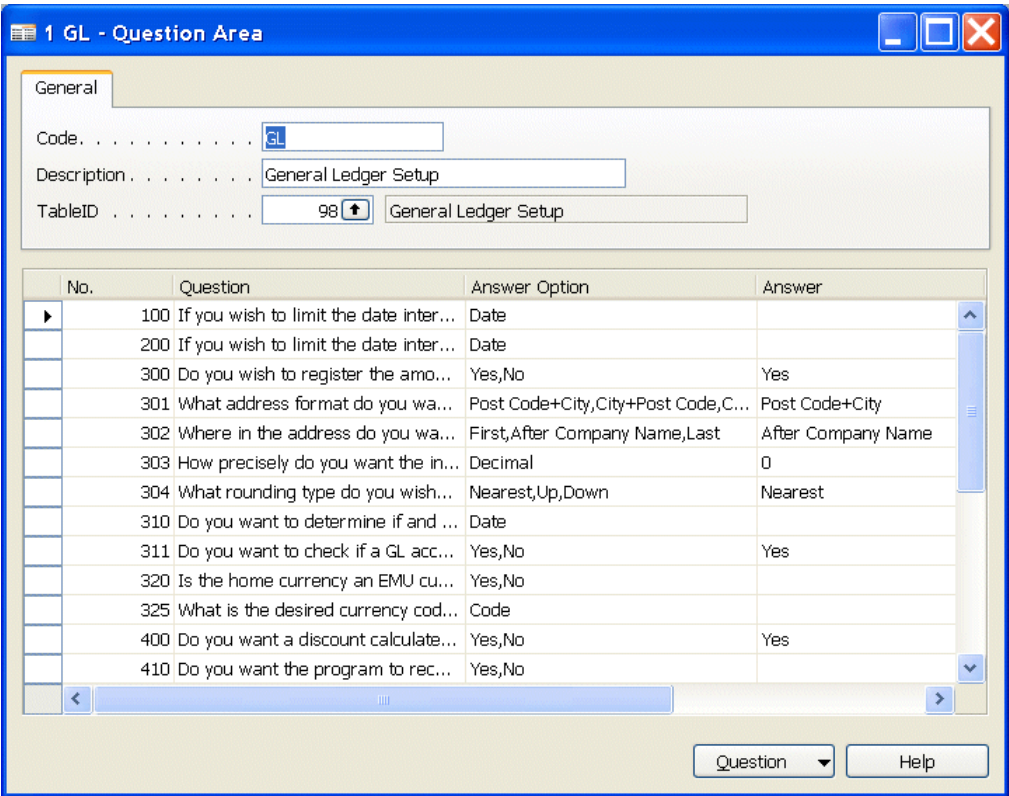 1 GL - Question Area
General
Code. . . . . . . . . . . GL
Description . . . . . . . . General Ledger Setup
TableID . . . . . . . . . 98 General Ledger Setup
No. Question Answer Option Answer
100 If you wish to limit the date inter... Date
200 If you wish to limit the date inter... Date
300 Do you wish to register the amo... Yes,No Yes
301 What address format do you wa... Post Code+City,City+Post Code,C... Post Code+City
302 Where in the address do you wa... First,After Company Name,Last After Company Name
303 How precisely do you want the in... Decimal 0
304 What rounding type do you wish... Nearest,Up,Down Nearest
310 Do you want to determine if and ... Date
311 Do you want to check if a GL acc... Yes,No Yes
320 Is the home currency an EMU cu... Yes,No
325 What is the desired currency cod... Code
400 Do you want a discount calculate... Yes,No Yes
410 Do you want the program to rec... Yes,No
Question Help